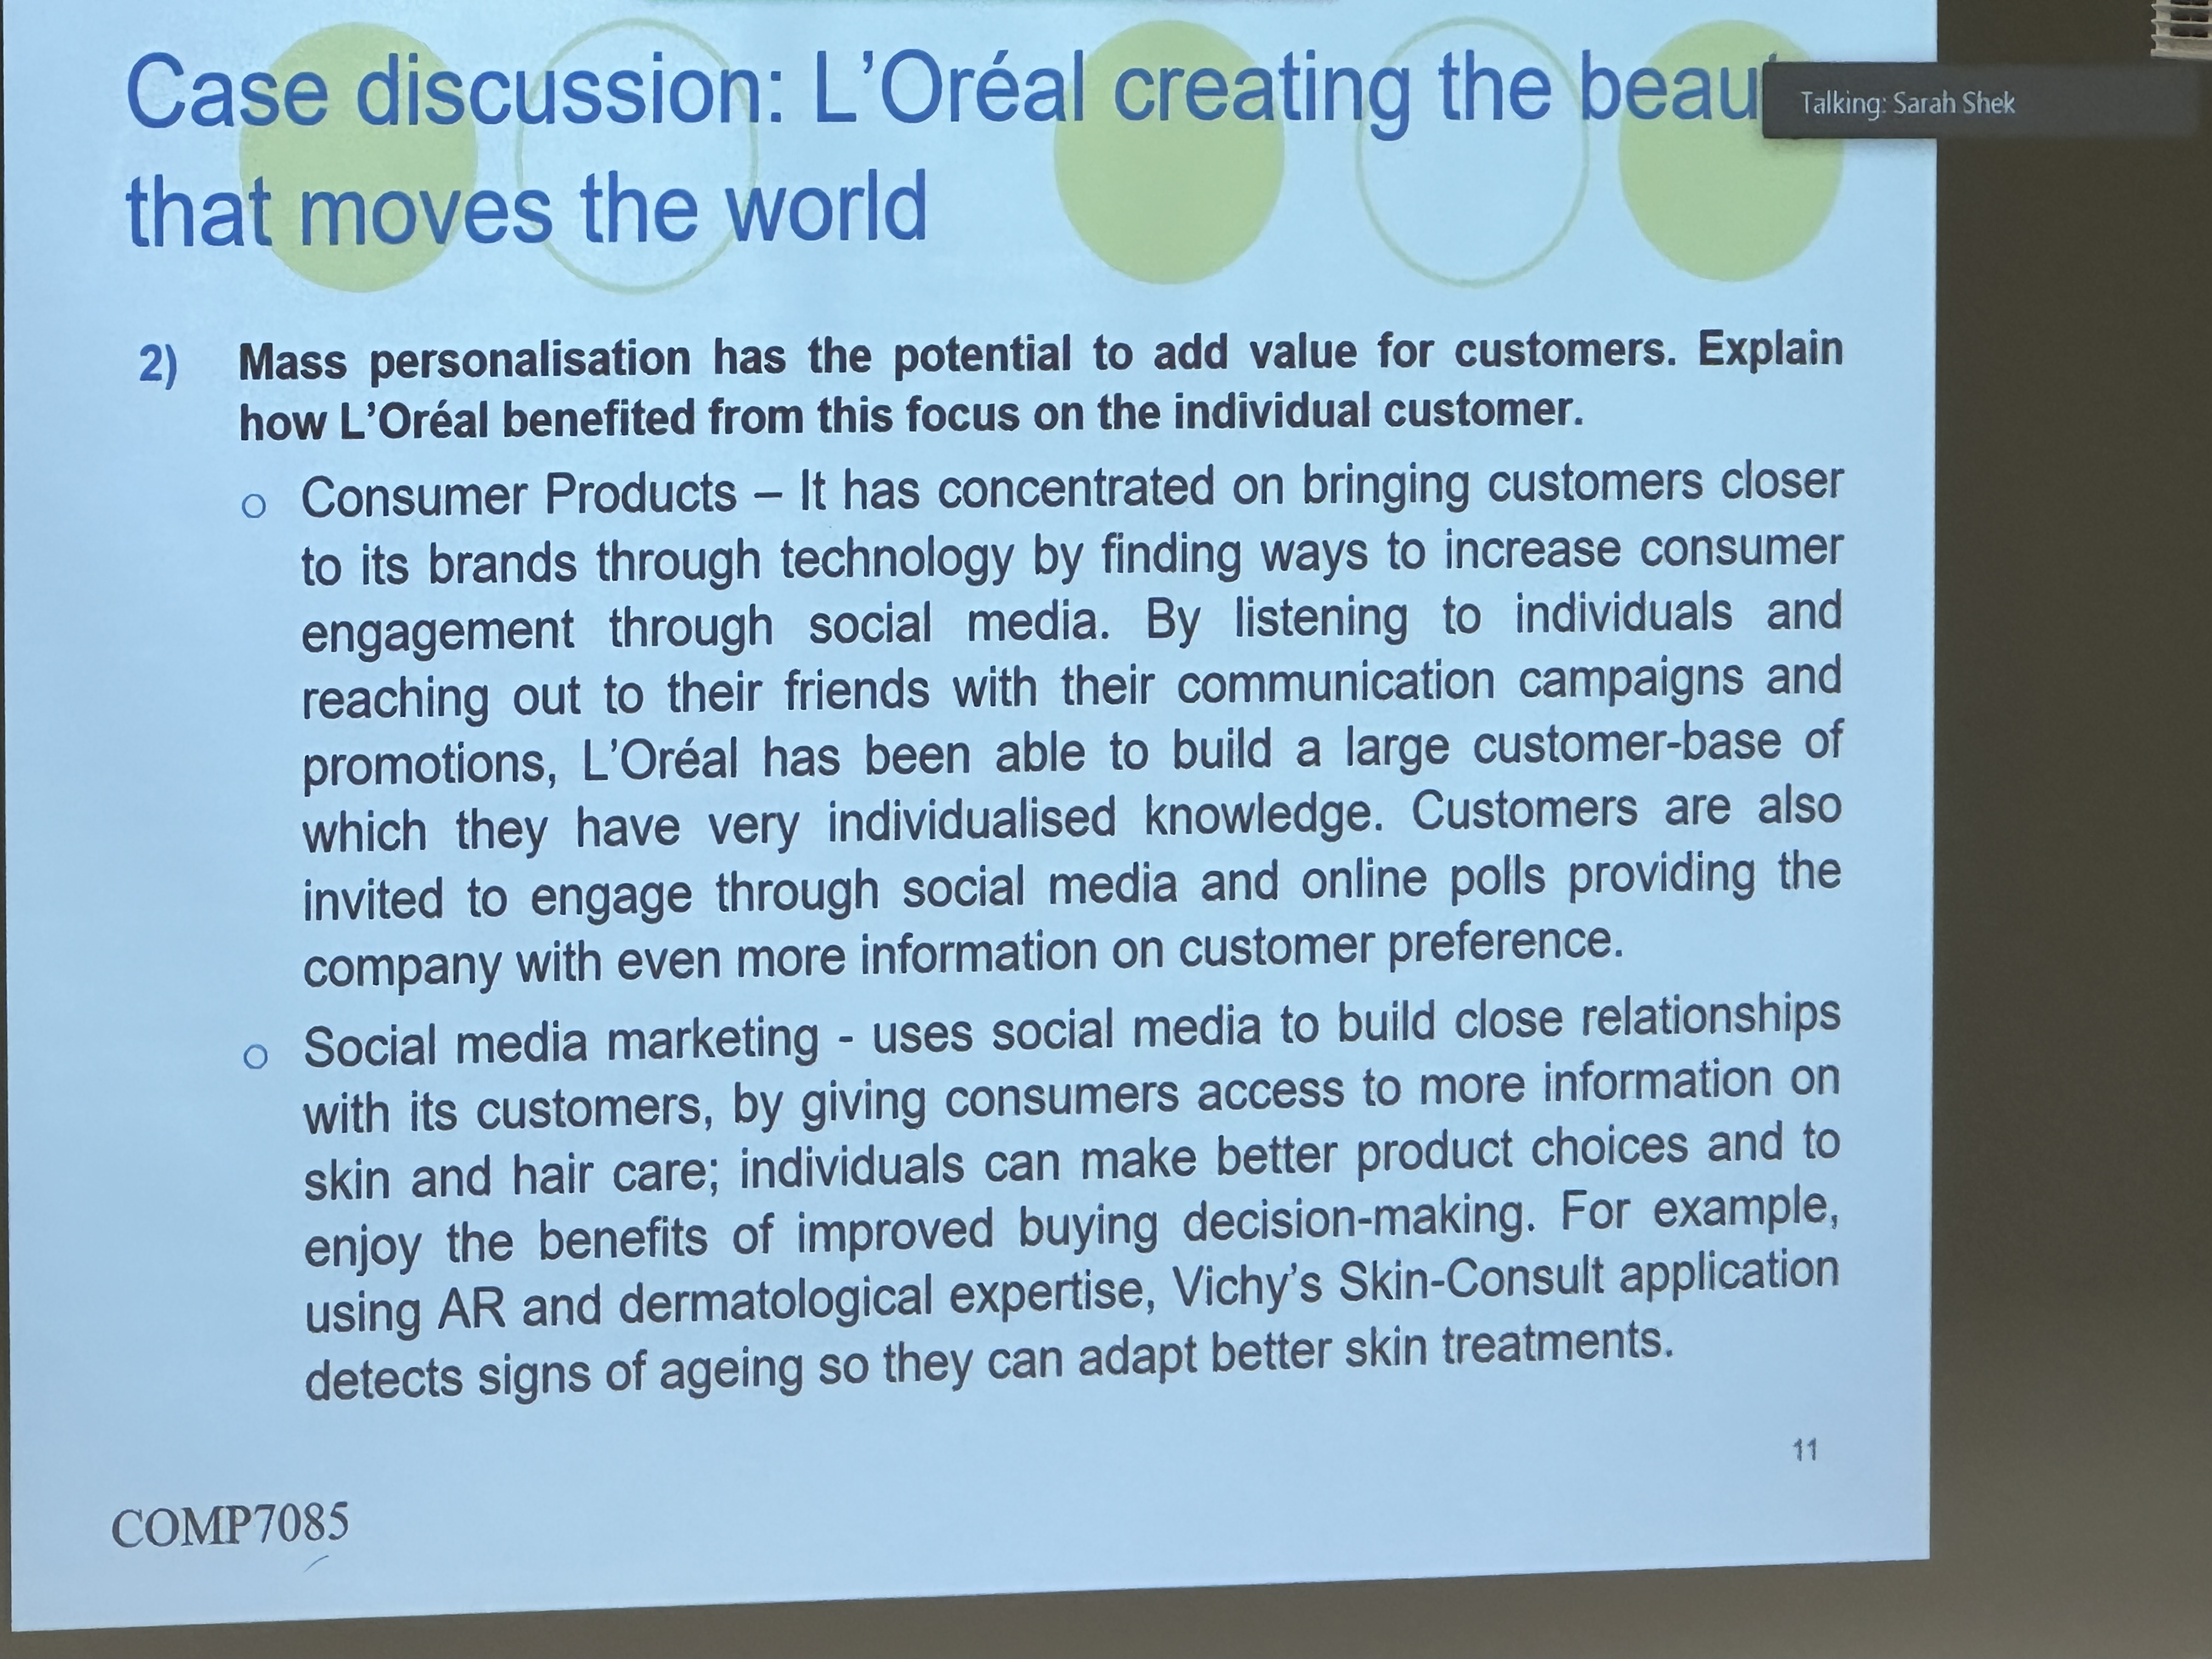 Case discussion: L’Oréal creating the
that moves the world
Talking: Sarah Shek
2) Mass personalisation has the potential to add value for customers. Explain
how L’Oréal benefited from this focus on the individual customer.
o Consumer Products – It has concentrated on bringing customers closer
to its brands through technology by finding ways to increase consumer
engagement through social media. By listening to individuals and
reaching out to their friends with their communication campaigns and
promotions, L’Oréal has been able to build a large customer-base of
which they have very individualised knowledge. Customers are also
invited to engage through social media and online polls providing the
company with even more information on customer preference.
o Social media marketing - uses social media to build close relationships
with its customers, by giving consumers access to more information on
skin and hair care; individuals can make better product choices and to
enjoy the benefits of improved buying decision-making. For example,
using AR and dermatological expertise, Vichy’s Skin-Consult application
detects signs of ageing so they can adapt better skin treatments.
11
COMP7085